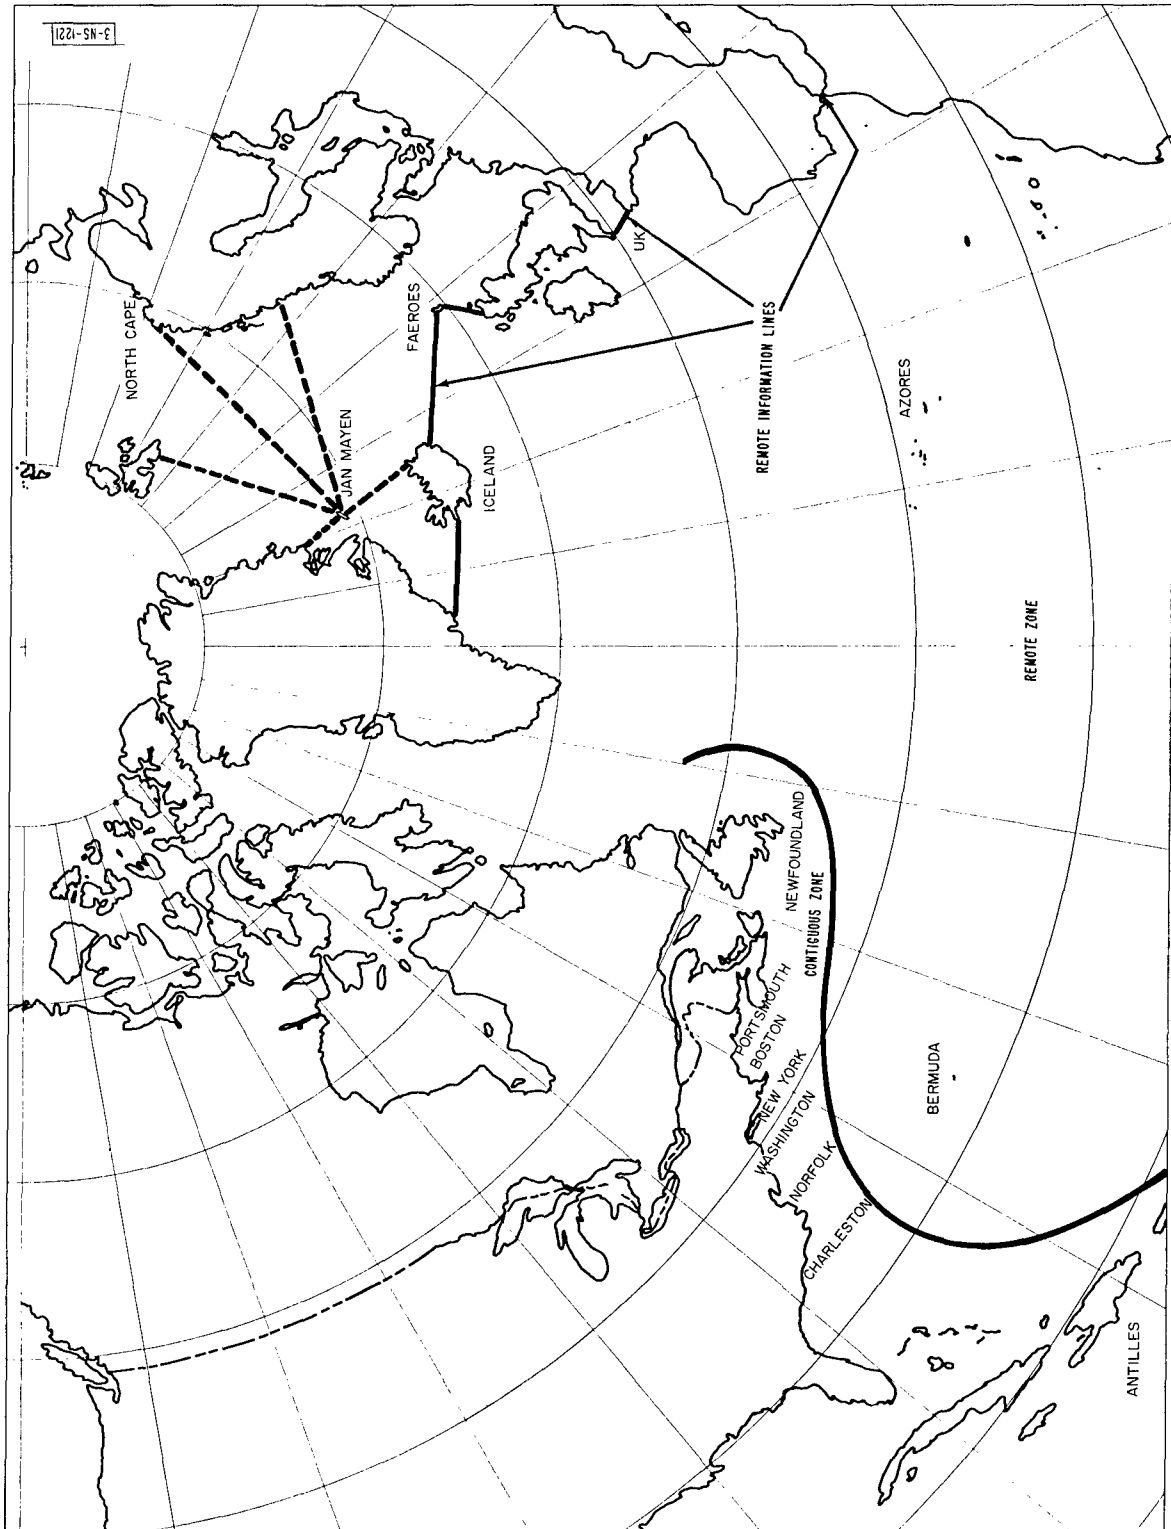 3-NS-1221
NORTH CAPE
JAN MAYEN
FAEROES
ICELAND
UK
REMOTE INFORMATION LINES
AZORES
REMOTE ZONE
NEWFOUNDLAND
CONTIGUOUS ZONE
PORTSMOUTH
BOSTON
NEW YORK
WASHINGTON
NORFOLK
CHARLESTON
BERMUDA
ANTILLES